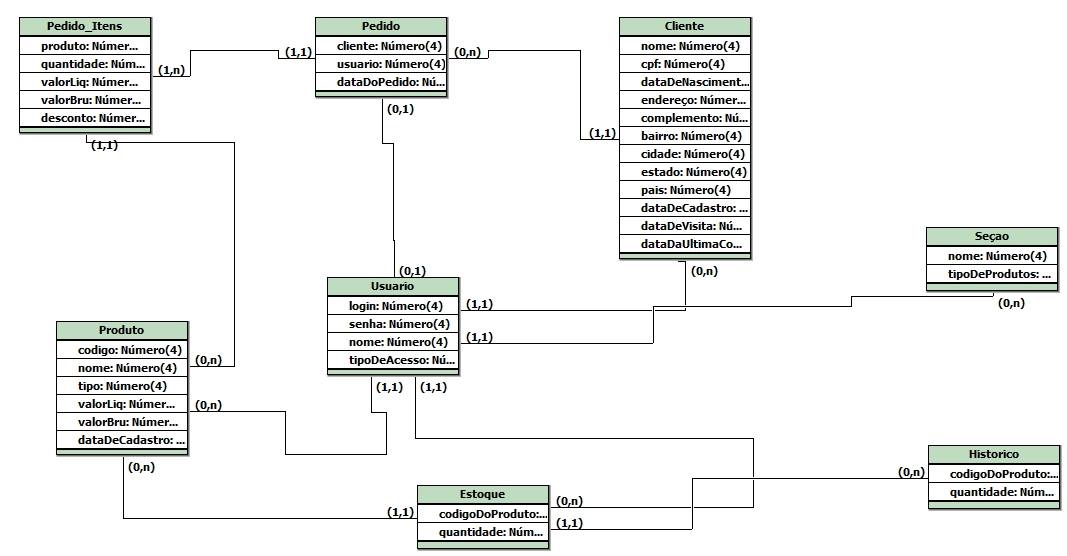 Pedido_Itens
produto: Númer...
quantidade: Núm...
valorLiq: Númer...
valorBru: Númer...
desconto: Númer...
(1,n)
(1,1)
(1,1)
Pedido
cliente: Número(4)
usuario: Número(4)
dataDoPedido: Nú...
(0,n)
(0,1)
Cliente
nome: Número(4)
cpf: Número(4)
dataDeNasciment...
endereço: Númer...
complemento: Nú...
bairro: Número(4)
cidade: Número(4)
estado: Número(4)
pais: Número(4)
dataDeCadastro: ...
dataDeVisita: Nú...
dataDaUltimaCo...
(1,1)
(0,n)
Seçao
nome: Número(4)
tipoDeProdutos: ...
(0,n)
(0,1)
Usuario
login: Número(4)
senha: Número(4)
nome: Número(4)
tipoDeAcesso: Nú...
(1,1)
(1,1)
(1,1)
(1,1)
Produto
codigo: Número(4)
nome: Número(4)
tipo: Número(4)
valorLiq: Númer...
valorBru: Númer...
dataDeCadastro: ...
(0,n)
(0,n)
(0,n)
Estoque
codigoDoProduto:...
quantidade: Núm...
(1,1)
(0,n)
(1,1)
Historico
codigoDoProduto:...
quantidade: Núm...
(0,n)